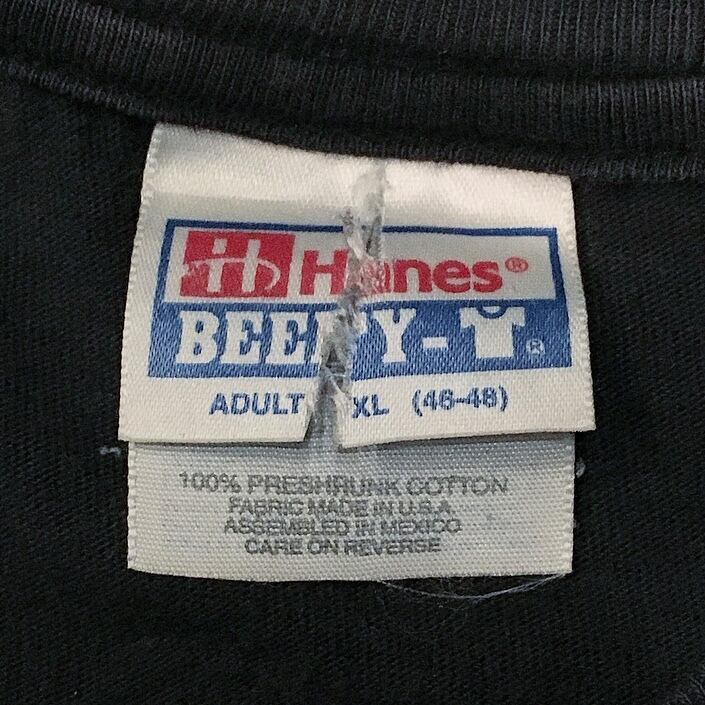 Hanes®
BEEFY-T®
ADULT XL (46-48)
100% PRESHRUNK COTTON
FABRIC MADE IN U.S.A.
ASSEMBLED IN MEXICO
CARE ON REVERSE